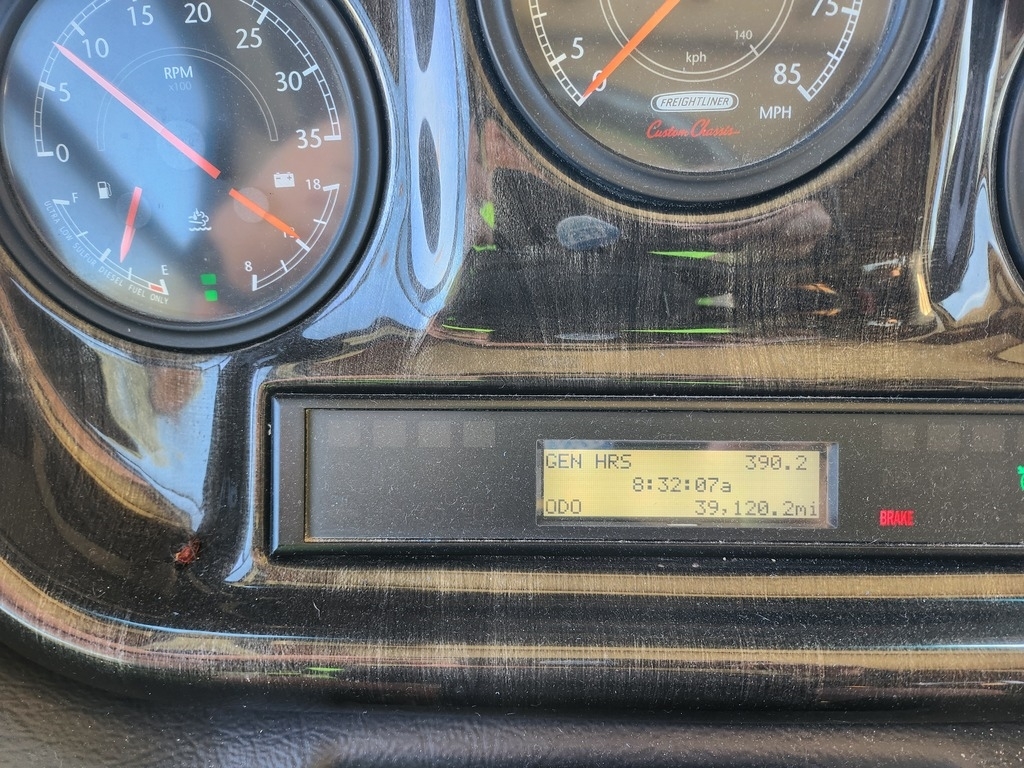 15 20
10 25
RPM
x100
5 30
0 35
F
18
13
8
E
ULTRA LOW SULFUR DIESEL FUEL ONLY
75
5
140
kph
0
85
FREIGHTLINER
MPH
Custom Chassis
GEN HRS 390.2
8:32:07a
ODO 39,120.2mi
BRAKE